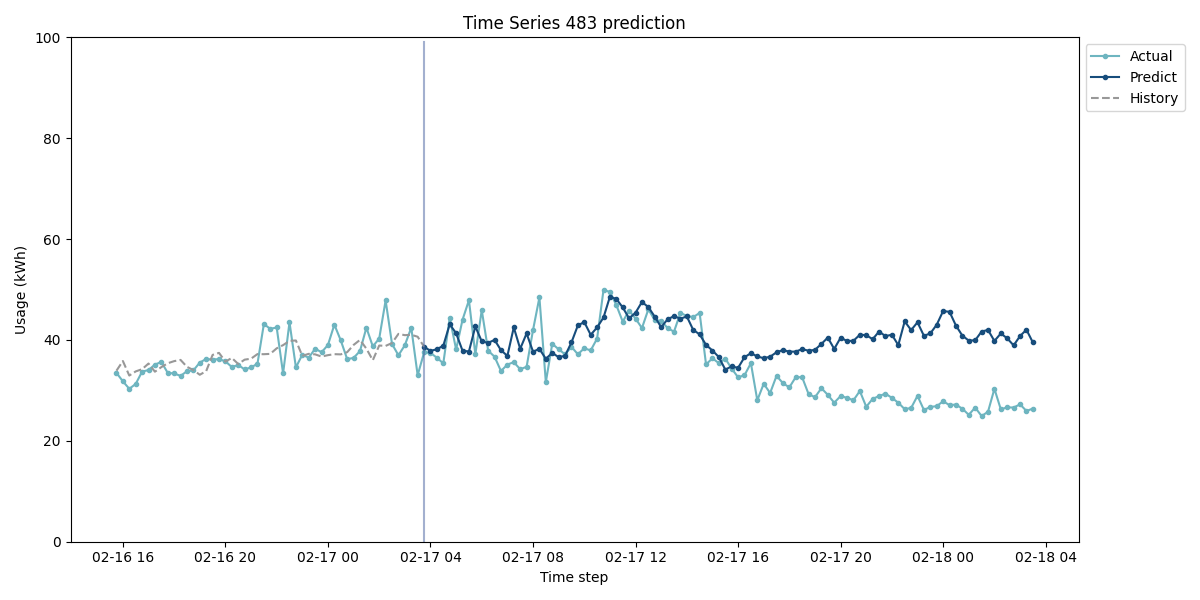 Time Series 483 prediction
100
80
60
40
20
0
Usage (kWh)
02-16 16
02-16 20
02-17 00
02-17 04
02-17 08
02-17 12
02-17 16
02-17 20
02-18 00
02-18 04
Time step
Actual
Predict
History